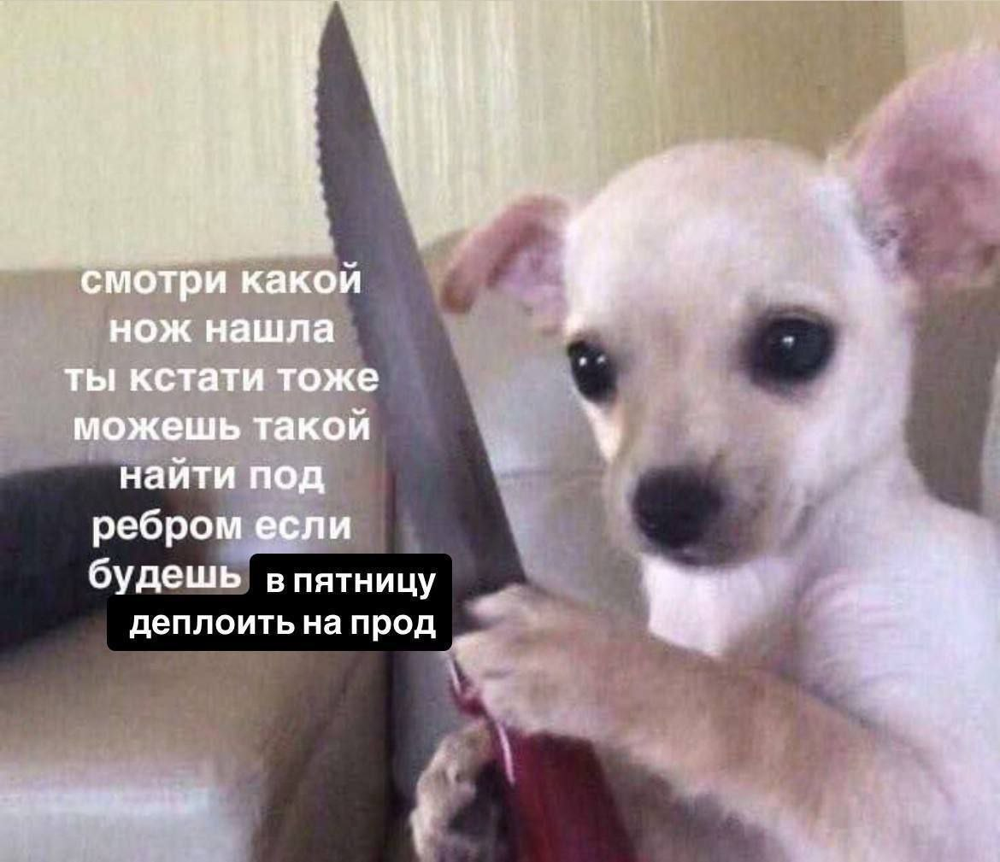 смотри какой
нож нашла
ты кстати тоже
можешь такой
найти под
ребром если
будешь в пятницу
деплоить на прод